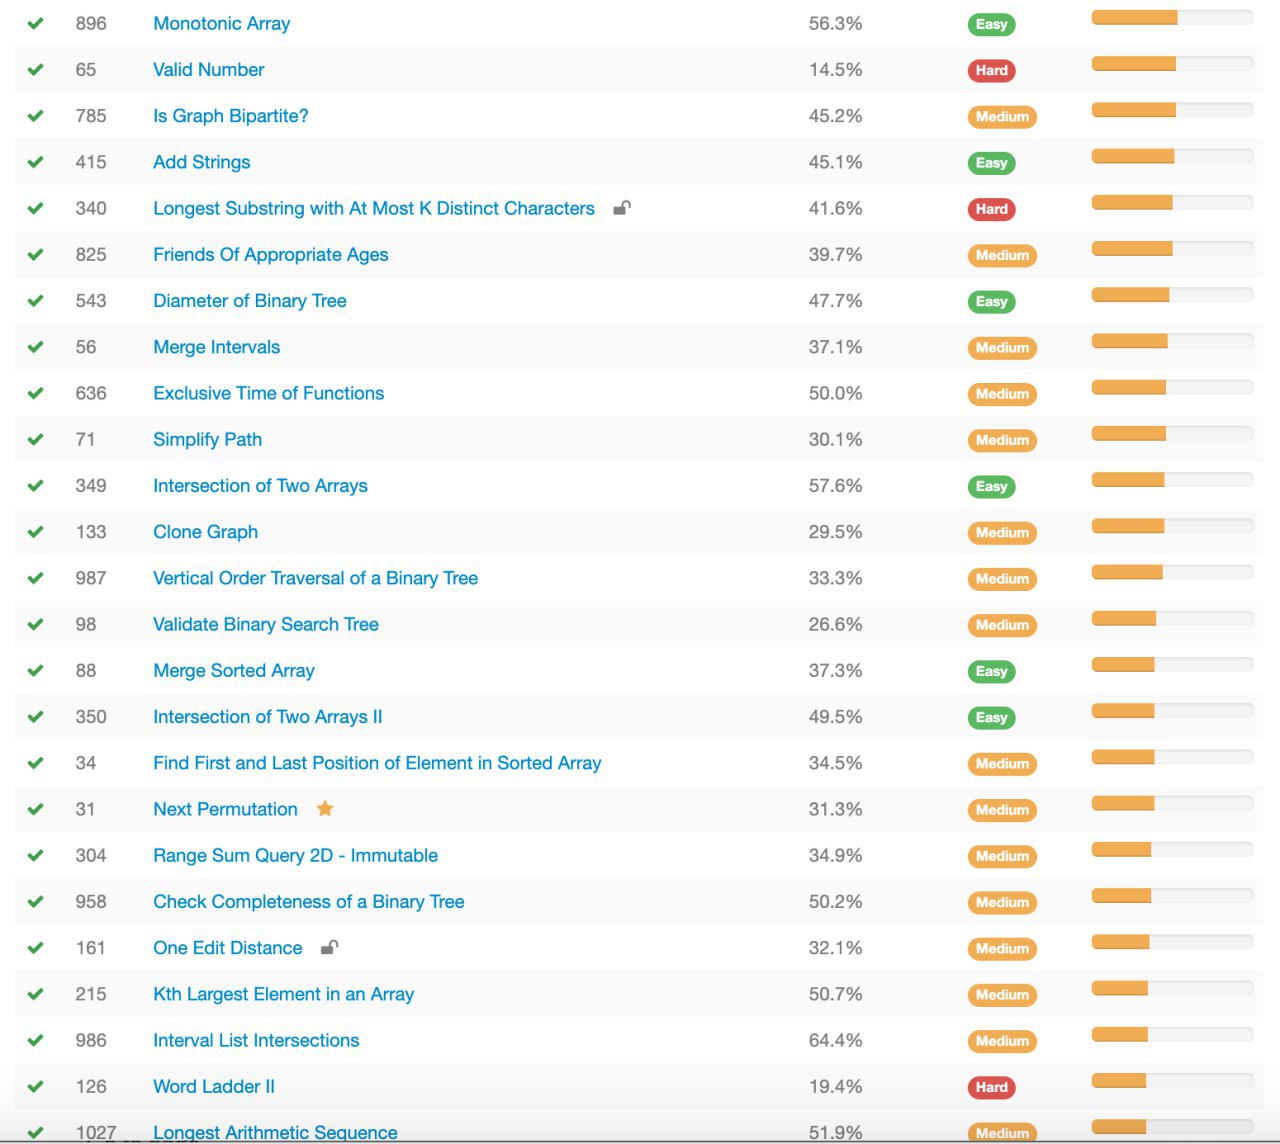 896 Monotonic Array 56.3% Easy
65 Valid Number 14.5% Hard
785 Is Graph Bipartite? 45.2% Medium
415 Add Strings 45.1% Easy
340 Longest Substring with At Most K Distinct Characters 41.6% Hard
825 Friends Of Appropriate Ages 39.7% Medium
543 Diameter of Binary Tree 47.7% Easy
56 Merge Intervals 37.1% Medium
636 Exclusive Time of Functions 50.0% Medium
71 Simplify Path 30.1% Medium
349 Intersection of Two Arrays 57.6% Easy
133 Clone Graph 29.5% Medium
987 Vertical Order Traversal of a Binary Tree 33.3% Medium
98 Validate Binary Search Tree 26.6% Medium
88 Merge Sorted Array 37.3% Easy
350 Intersection of Two Arrays II 49.5% Easy
34 Find First and Last Position of Element in Sorted Array 34.5% Medium
31 Next Permutation 31.3% Medium
304 Range Sum Query 2D - Immutable 34.9% Medium
958 Check Completeness of a Binary Tree 50.2% Medium
161 One Edit Distance 32.1% Medium
215 Kth Largest Element in an Array 50.7% Medium
986 Interval List Intersections 64.4% Medium
126 Word Ladder II 19.4% Hard
1027 Longest Arithmetic Sequence 51.9% Medium